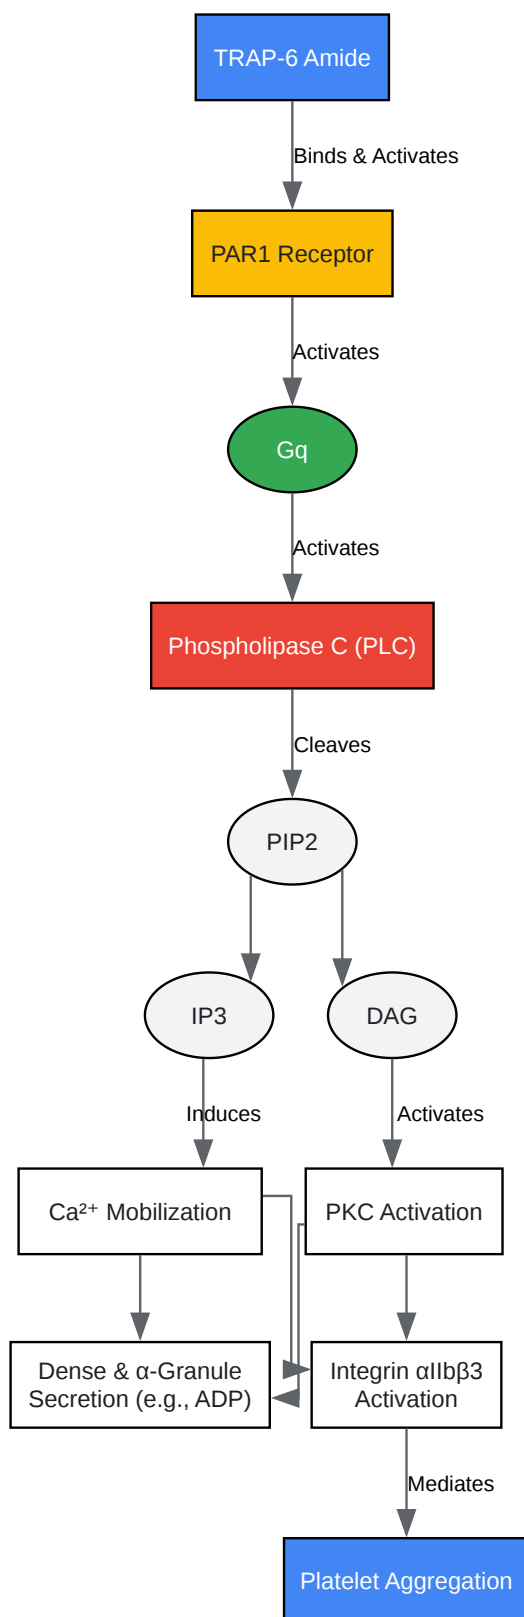 TRAP-6 Amide
Binds & Activates
PAR1 Receptor
Activates
Gq
Activates
Phospholipase C (PLC)
Cleaves
PIP2
IP3
DAG
Induces
Activates
Ca²⁺ Mobilization
PKC Activation
Dense & α-Granule
Secretion (e.g., ADP)
Integrin αIIbβ3
Activation
Mediates
Platelet Aggregation